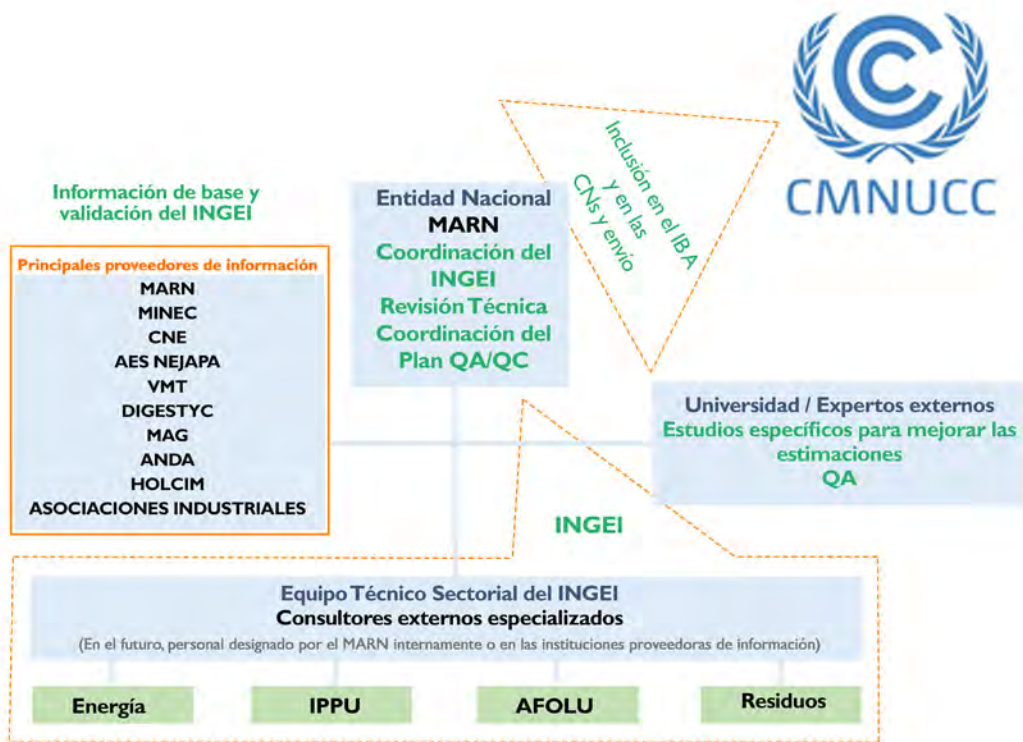 CMNUCC
Inclusión en el IBA
y en las
CNs y envío
Información de base y
validación del INGEI
Principales proveedores de información
MARN
MINEC
CNE
AES NEJAPA
VMT
DIGESTYC
MAG
ANDA
HOLCIM
ASOCIACIONES INDUSTRIALES
Entidad Nacional
MARN
Coordinación del
INGEI
Revisión Técnica
Coordinación del
Plan QA/QC
Universidad / Expertos externos
Estudios específicos para mejorar las
estimaciones
QA
INGEI
Equipo Técnico Sectorial del INGEI
Consultores externos especializados
(En el futuro, personal designado por el MARN internamente o en las instituciones proveedoras de información)
Energía
IPPU
AFOLU
Residuos